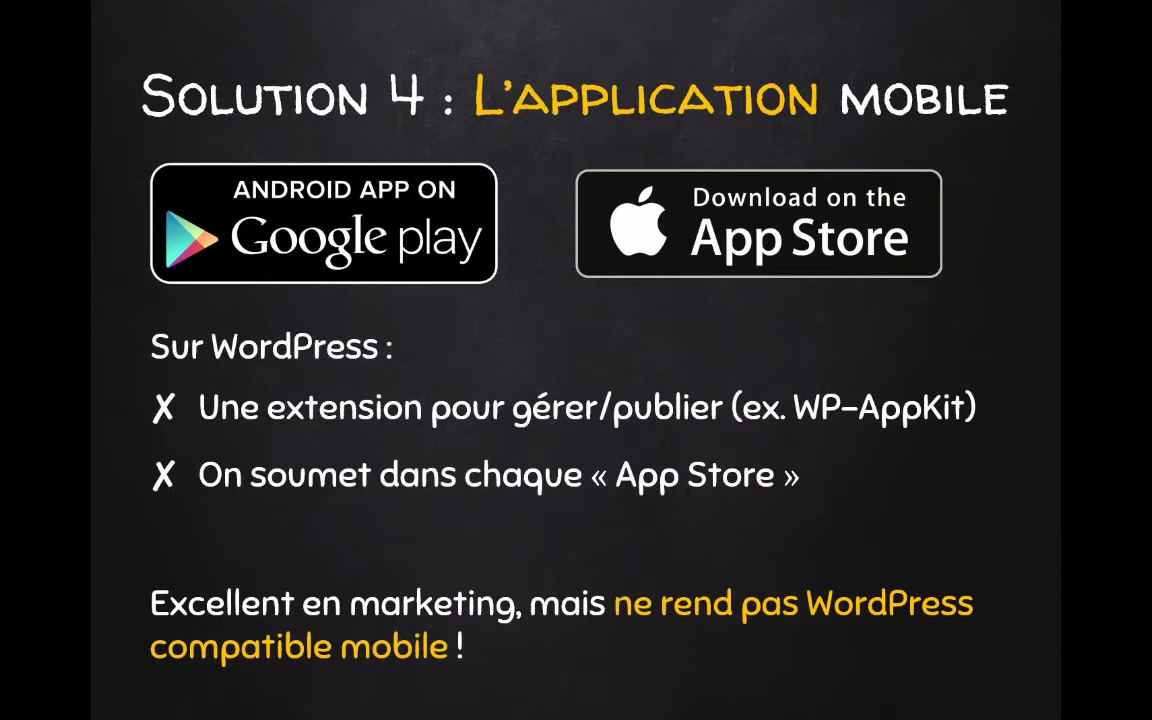 Solution 4 : L'application mobile
ANDROID APP ON
Google play
Download on the
App Store
Sur WordPress :
✗ Une extension pour gérer/publier (ex. WP-AppKit)
✗ On soumet dans chaque « App Store »
Excellent en marketing, mais ne rend pas WordPress
compatible mobile !